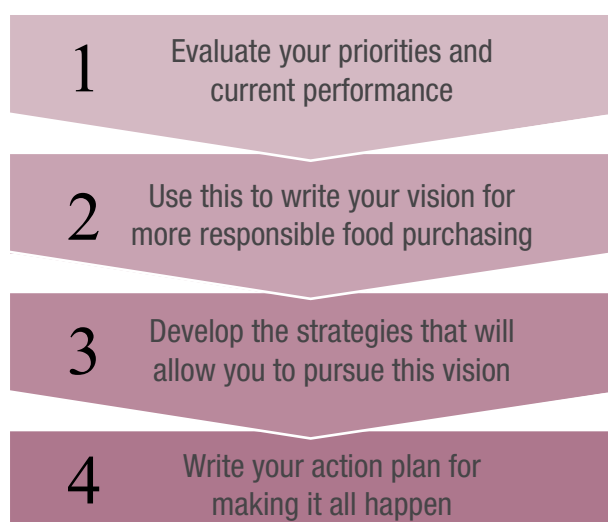 1
Evaluate your priorities and
current performance
2
Use this to write your vision for
more responsible food purchasing
3
Develop the strategies that will
allow you to pursue this vision
4
Write your action plan for
making it all happen